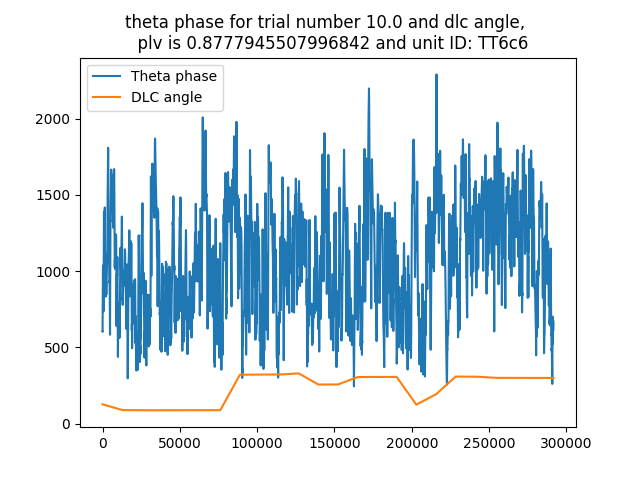 theta phase for trial number 10.0 and dlc angle,
plv is 0.8777945507996842 and unit ID: TT6c6
Theta phase
DLC angle
2000
1500
1000
500
0
0 50000 100000 150000 200000 250000 300000